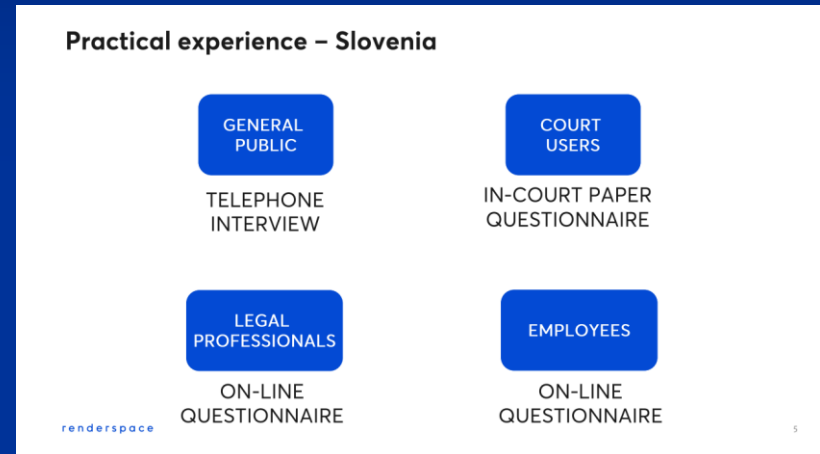 Practical experience – Slovenia
GENERAL
PUBLIC
TELEPHONE
INTERVIEW
COURT
USERS
IN-COURT PAPER
QUESTIONNAIRE
LEGAL
PROFESSIONALS
ON-LINE
QUESTIONNAIRE
EMPLOYEES
ON-LINE
QUESTIONNAIRE
renderspace
5